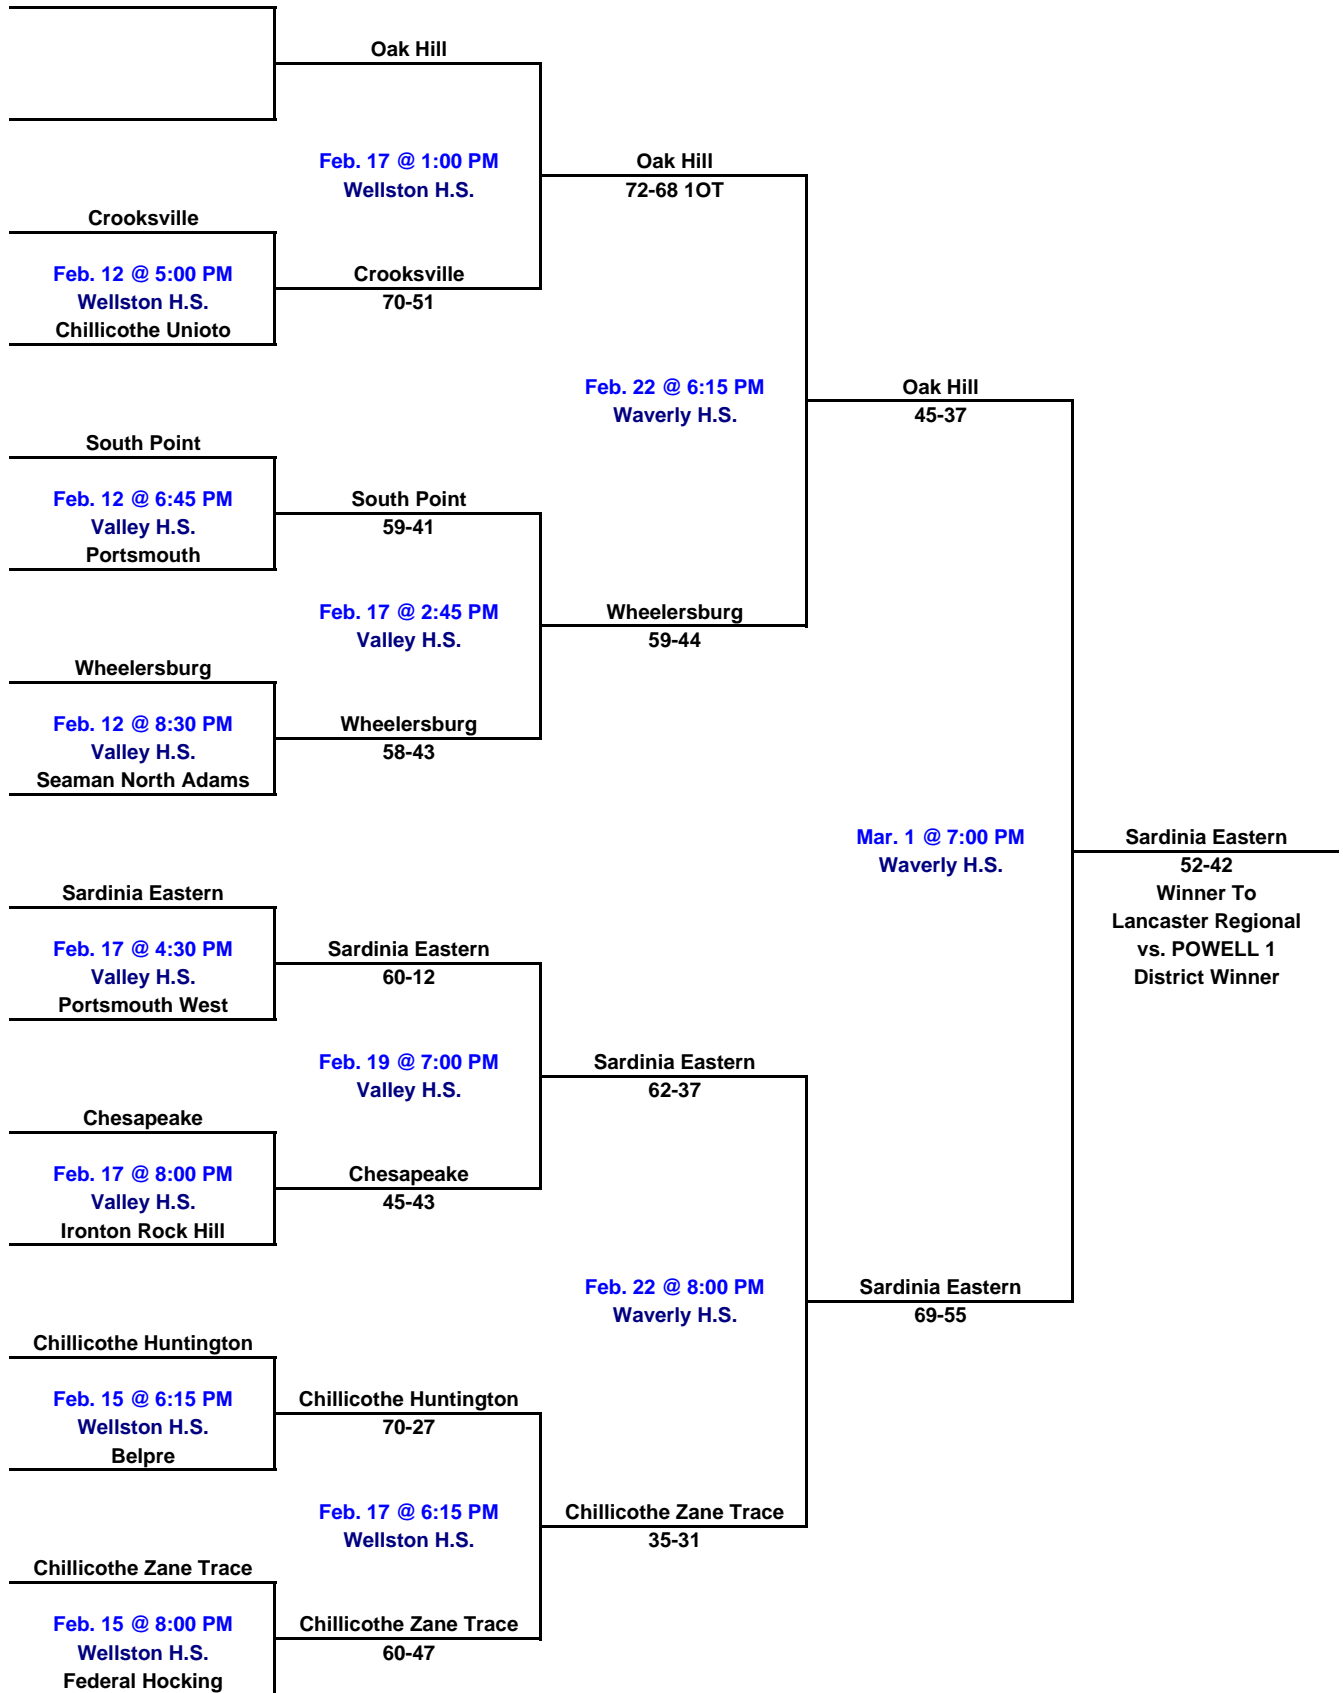 Oak Hill
Feb. 17 @ 1:00 PM
Oak Hill
Wellston H.S.
72-68 1OT
Crooksville
Feb. 12 @ 5:00 PM
Crooksville
Wellston H.S.
70-51
Chillicothe Unioto
Feb. 22 @ 6:15 PM
Oak Hill
Waverly H.S.
45-37
South Point
Feb. 12 @ 6:45 PM
South Point
Valley H.S.
59-41
Portsmouth
Feb. 17 @ 2:45 PM
Wheelersburg
Valley H.S.
59-44
Wheelersburg
Feb. 12 @ 8:30 PM
Wheelersburg
Valley H.S.
58-43
Seaman North Adams
Mar. 1 @ 7:00 PM
Sardinia Eastern
Waverly H.S.
52-42
Sardinia Eastern
Winner To
Lancaster Regional
Feb. 17 @ 4:30 PM
Sardinia Eastern
vs. POWELL 1
Valley H.S.
60-12
District Winner
Portsmouth West
Feb. 19 @ 7:00 PM
Sardinia Eastern
Valley H.S.
62-37
Chesapeake
Feb. 17 @ 8:00 PM
Chesapeake
Valley H.S.
45-43
Ironton Rock Hill
Feb. 22 @ 8:00 PM
Sardinia Eastern
Waverly H.S.
69-55
Chillicothe Huntington
Feb. 15 @ 6:15 PM
Chillicothe Huntington
Wellston H.S.
70-27
Belpre
Feb. 17 @ 6:15 PM
Chillicothe Zane Trace
Wellston H.S.
35-31
Chillicothe Zane Trace
Feb. 15 @ 8:00 PM
Chillicothe Zane Trace
Wellston H.S.
60-47
Federal Hocking